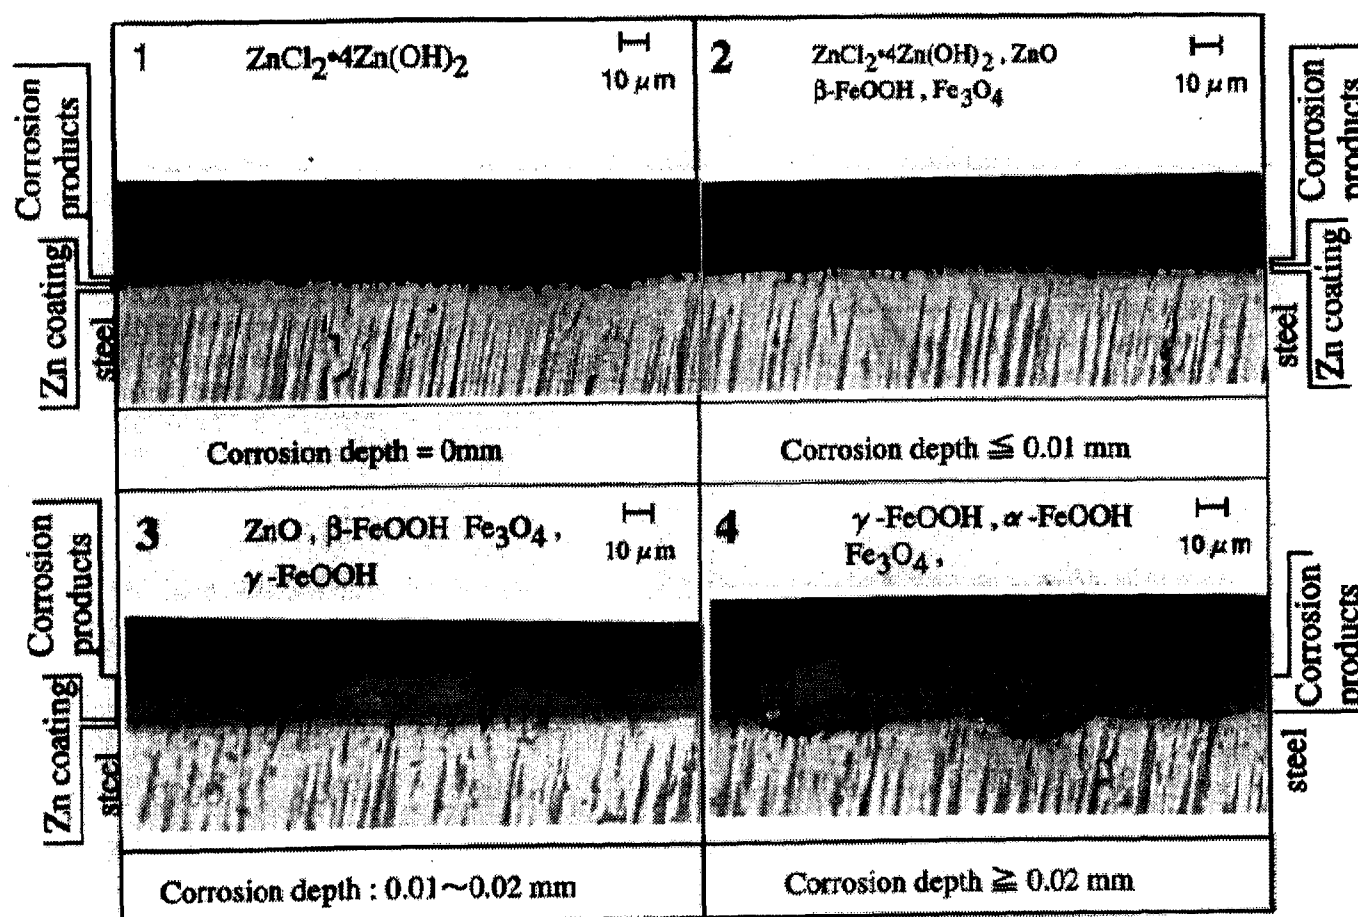 1
ZnCl₂•4Zn(OH)₂
10 μm
2
ZnCl₂•4Zn(OH)₂ , ZnO
β-FeOOH , Fe₃O₄
10 μm
Corrosion
products
Zn coating
steel
Corrosion
products
Zn coating
steel
Corrosion depth = 0mm
Corrosion depth ≦ 0.01 mm
3
ZnO , β-FeOOH Fe₃O₄ ,
γ-FeOOH
10 μm
4
γ-FeOOH , α-FeOOH
Fe₃O₄ ,
10 μm
Corrosion
products
Zn coating
steel
Corrosion
products
steel
Corrosion depth : 0.01~0.02 mm
Corrosion depth ≧ 0.02 mm